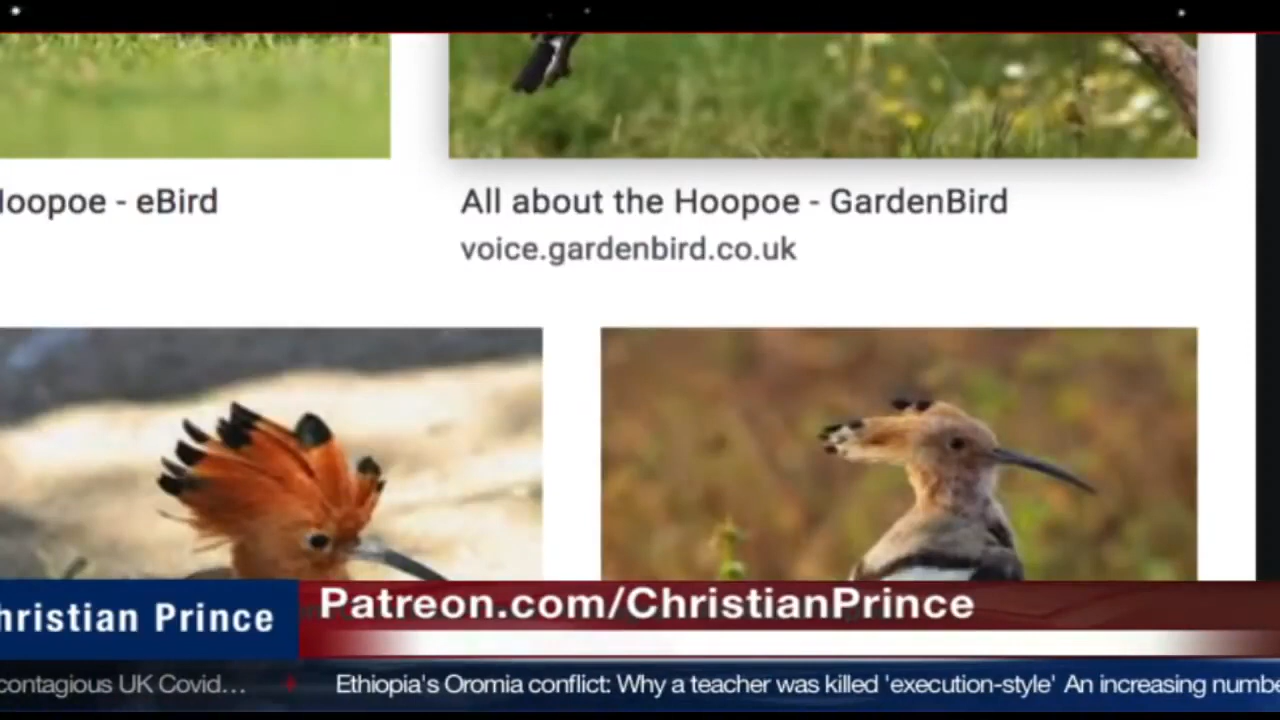 Hoopoe - eBird
All about the Hoopoe - GardenBird
voice.gardenbird.co.uk
hristian Prince
Patreon.com/ChristianPrince
contagious UK Covid…
Ethiopia's Oromia conflict: Why a teacher was killed 'execution-style' An increasing numbe